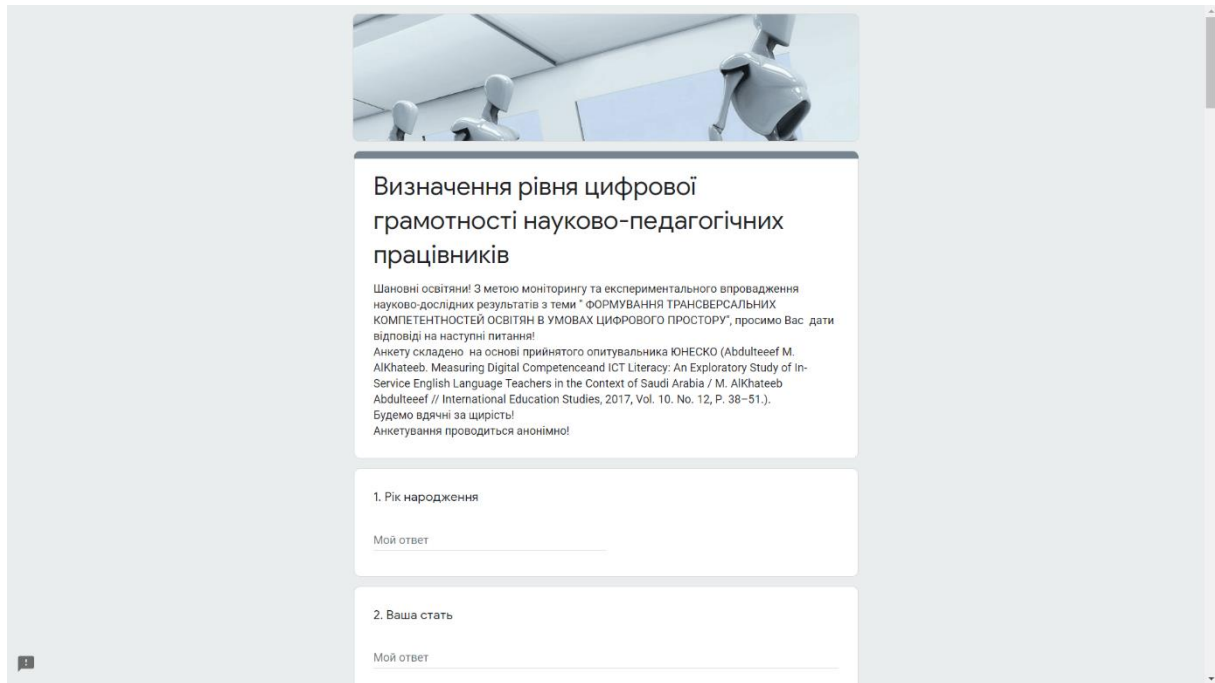 Визначення рівня цифрової
грамотності науково-педагогічних
працівників
Шановні освітяни! З метою моніторингу та експериментального впровадження
науково-дослідних результатів з теми " ФОРМУВАННЯ ТРАНСВЕРСАЛЬНИХ
КОМПЕТЕНТНОСТЕЙ ОСВІТЯН В УМОВАХ ЦИФРОВОГО ПРОСТОРУ", просимо Вас дати
відповіді на наступні питання!
Анкету складено на основі прийнятого опитувальника ЮНЕСКО (Abdulteeef M.
AlKhateeb. Measuring Digital Competenceand ICT Literacy: An Exploratory Study of In-
Service English Language Teachers in the Context of Saudi Arabia / M. AlKhateeb
Abdulteeef // International Education Studies, 2017, Vol. 10. No. 12, P. 38–51.).
Будемо вдячні за щирість!
Анкетування проводиться анонімно!
1. Рік народження
Мой ответ
2. Ваша стать
Мой ответ